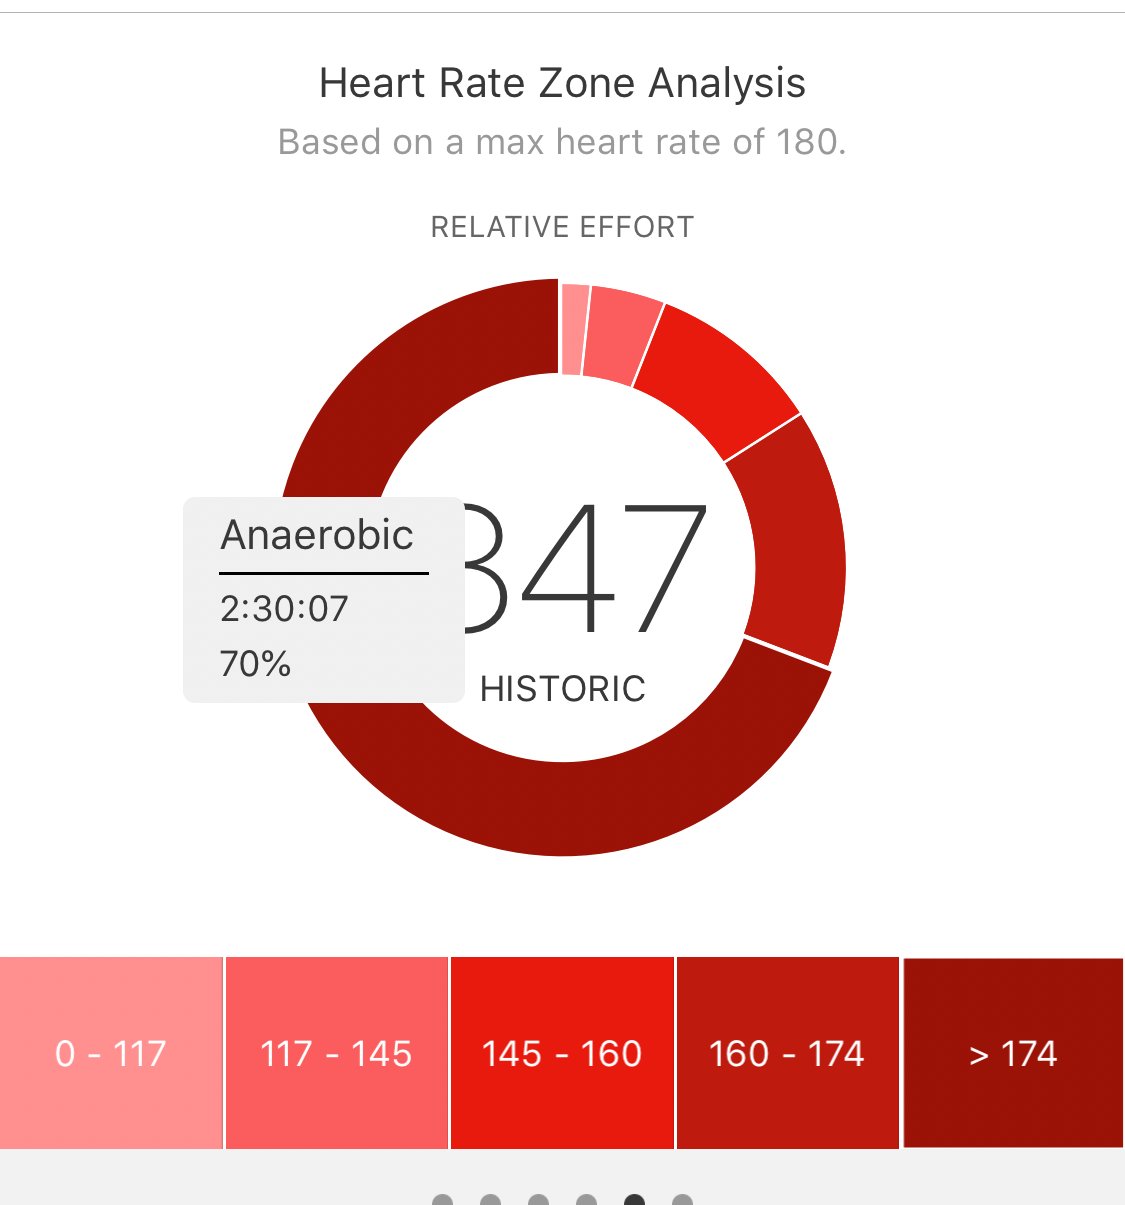 Heart Rate Zone Analysis
Based on a max heart rate of 180.
RELATIVE EFFORT
Anaerobic
2:30:07
70%
347
HISTORIC
0 - 117
117 - 145
145 - 160
160 - 174
> 174